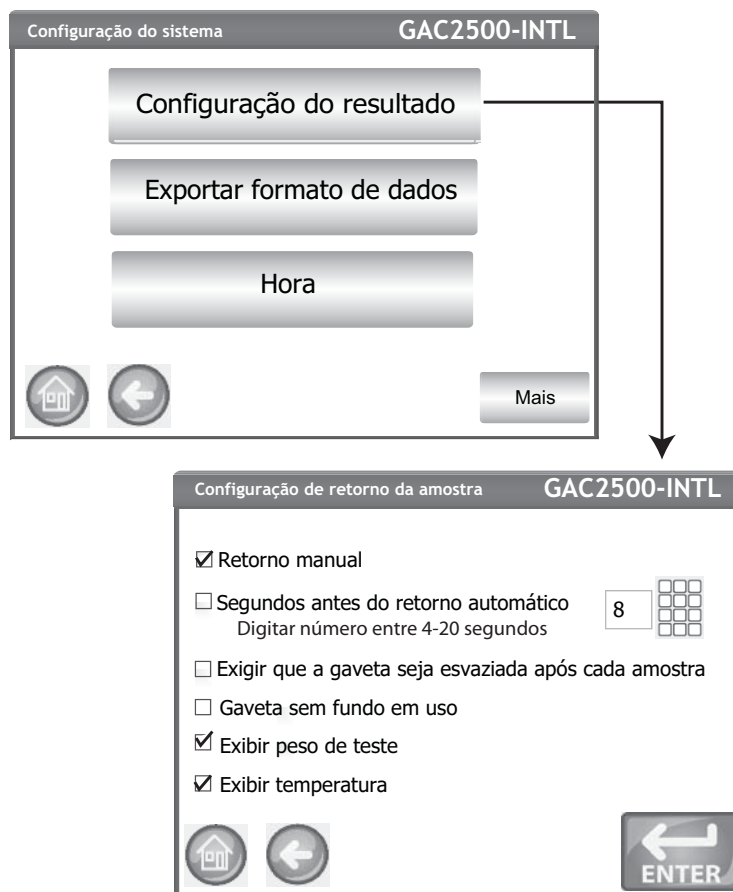 Configuração do sistema GAC2500-INTL
Configuração do resultado
Exportar formato de dados
Hora
Mais
Configuração de retorno da amostra GAC2500-INTL
Retorno manual
Segundos antes do retorno automático 8
Digitar número entre 4-20 segundos
Exigir que a gaveta seja esvaziada após cada amostra
Gaveta sem fundo em uso
Exibir peso de teste
Exibir temperatura
ENTER